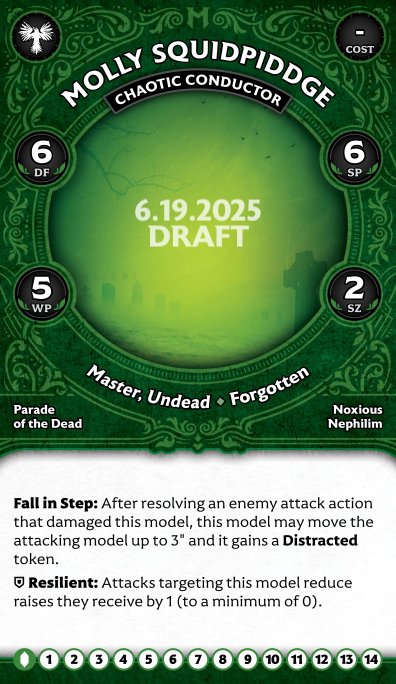 M
-
COST
MOLLY SQUIDPIDDGE
CHAOTIC CONDUCTOR
6
DF
6
SP
6.19.2025
DRAFT
5
WP
2
SZ
Master, Undead ⬥ Forgotten
Parade
of the Dead
Noxious
Nephilim
Fall in Step: After resolving an enemy attack action
that damaged this model, this model may move the
attacking model up to 3" and it gains a Distracted
token.
Resilient: Attacks targeting this model reduce
raises they receive by 1 (to a minimum of 0).
1 2 3 4 5 6 7 8 9 10 11 12 13 14